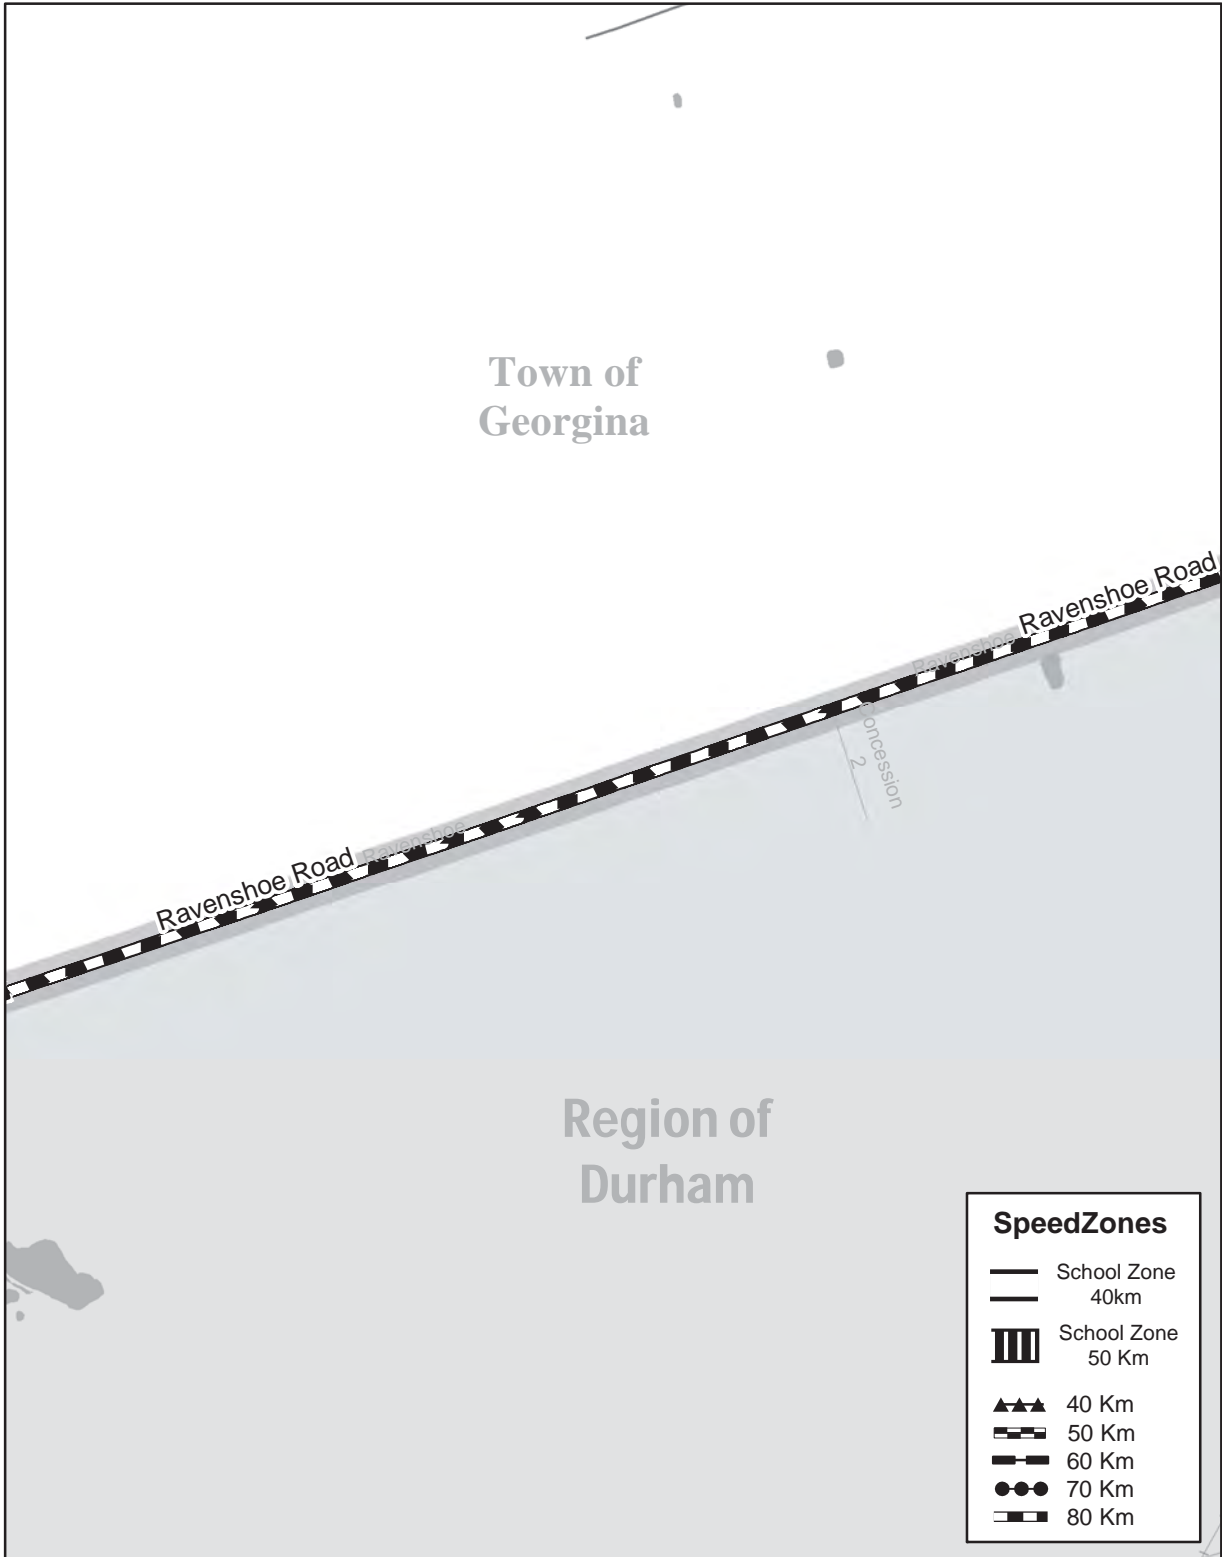 Town of
Georgina
Ravenshoe Road
Ravenshoe
Concession
2
Ravenshoe
Ravenshoe Road
Region of
Durham
SpeedZones
School Zone
40km
School Zone
50 Km
40 Km
50 Km
60 Km
70 Km
80 Km